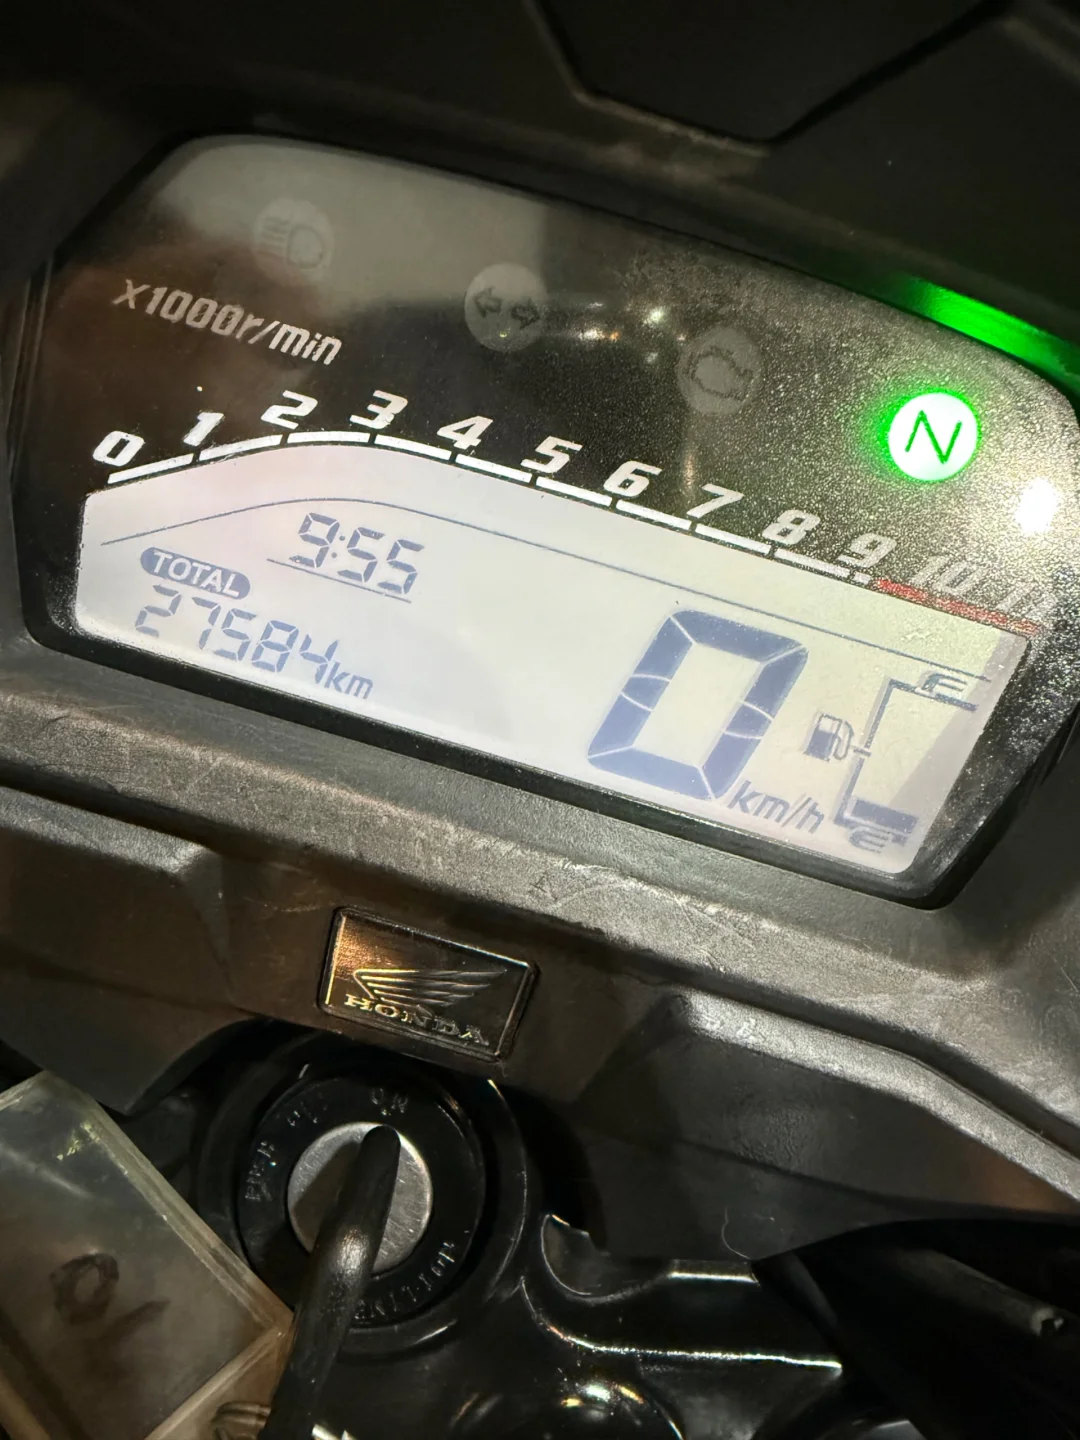 x1000r/min
0 1 2 3 4 5 6 7 8 9 10 11
N
9:55
TOTAL
27584km
0
km/h
F
E
HONDA
ON